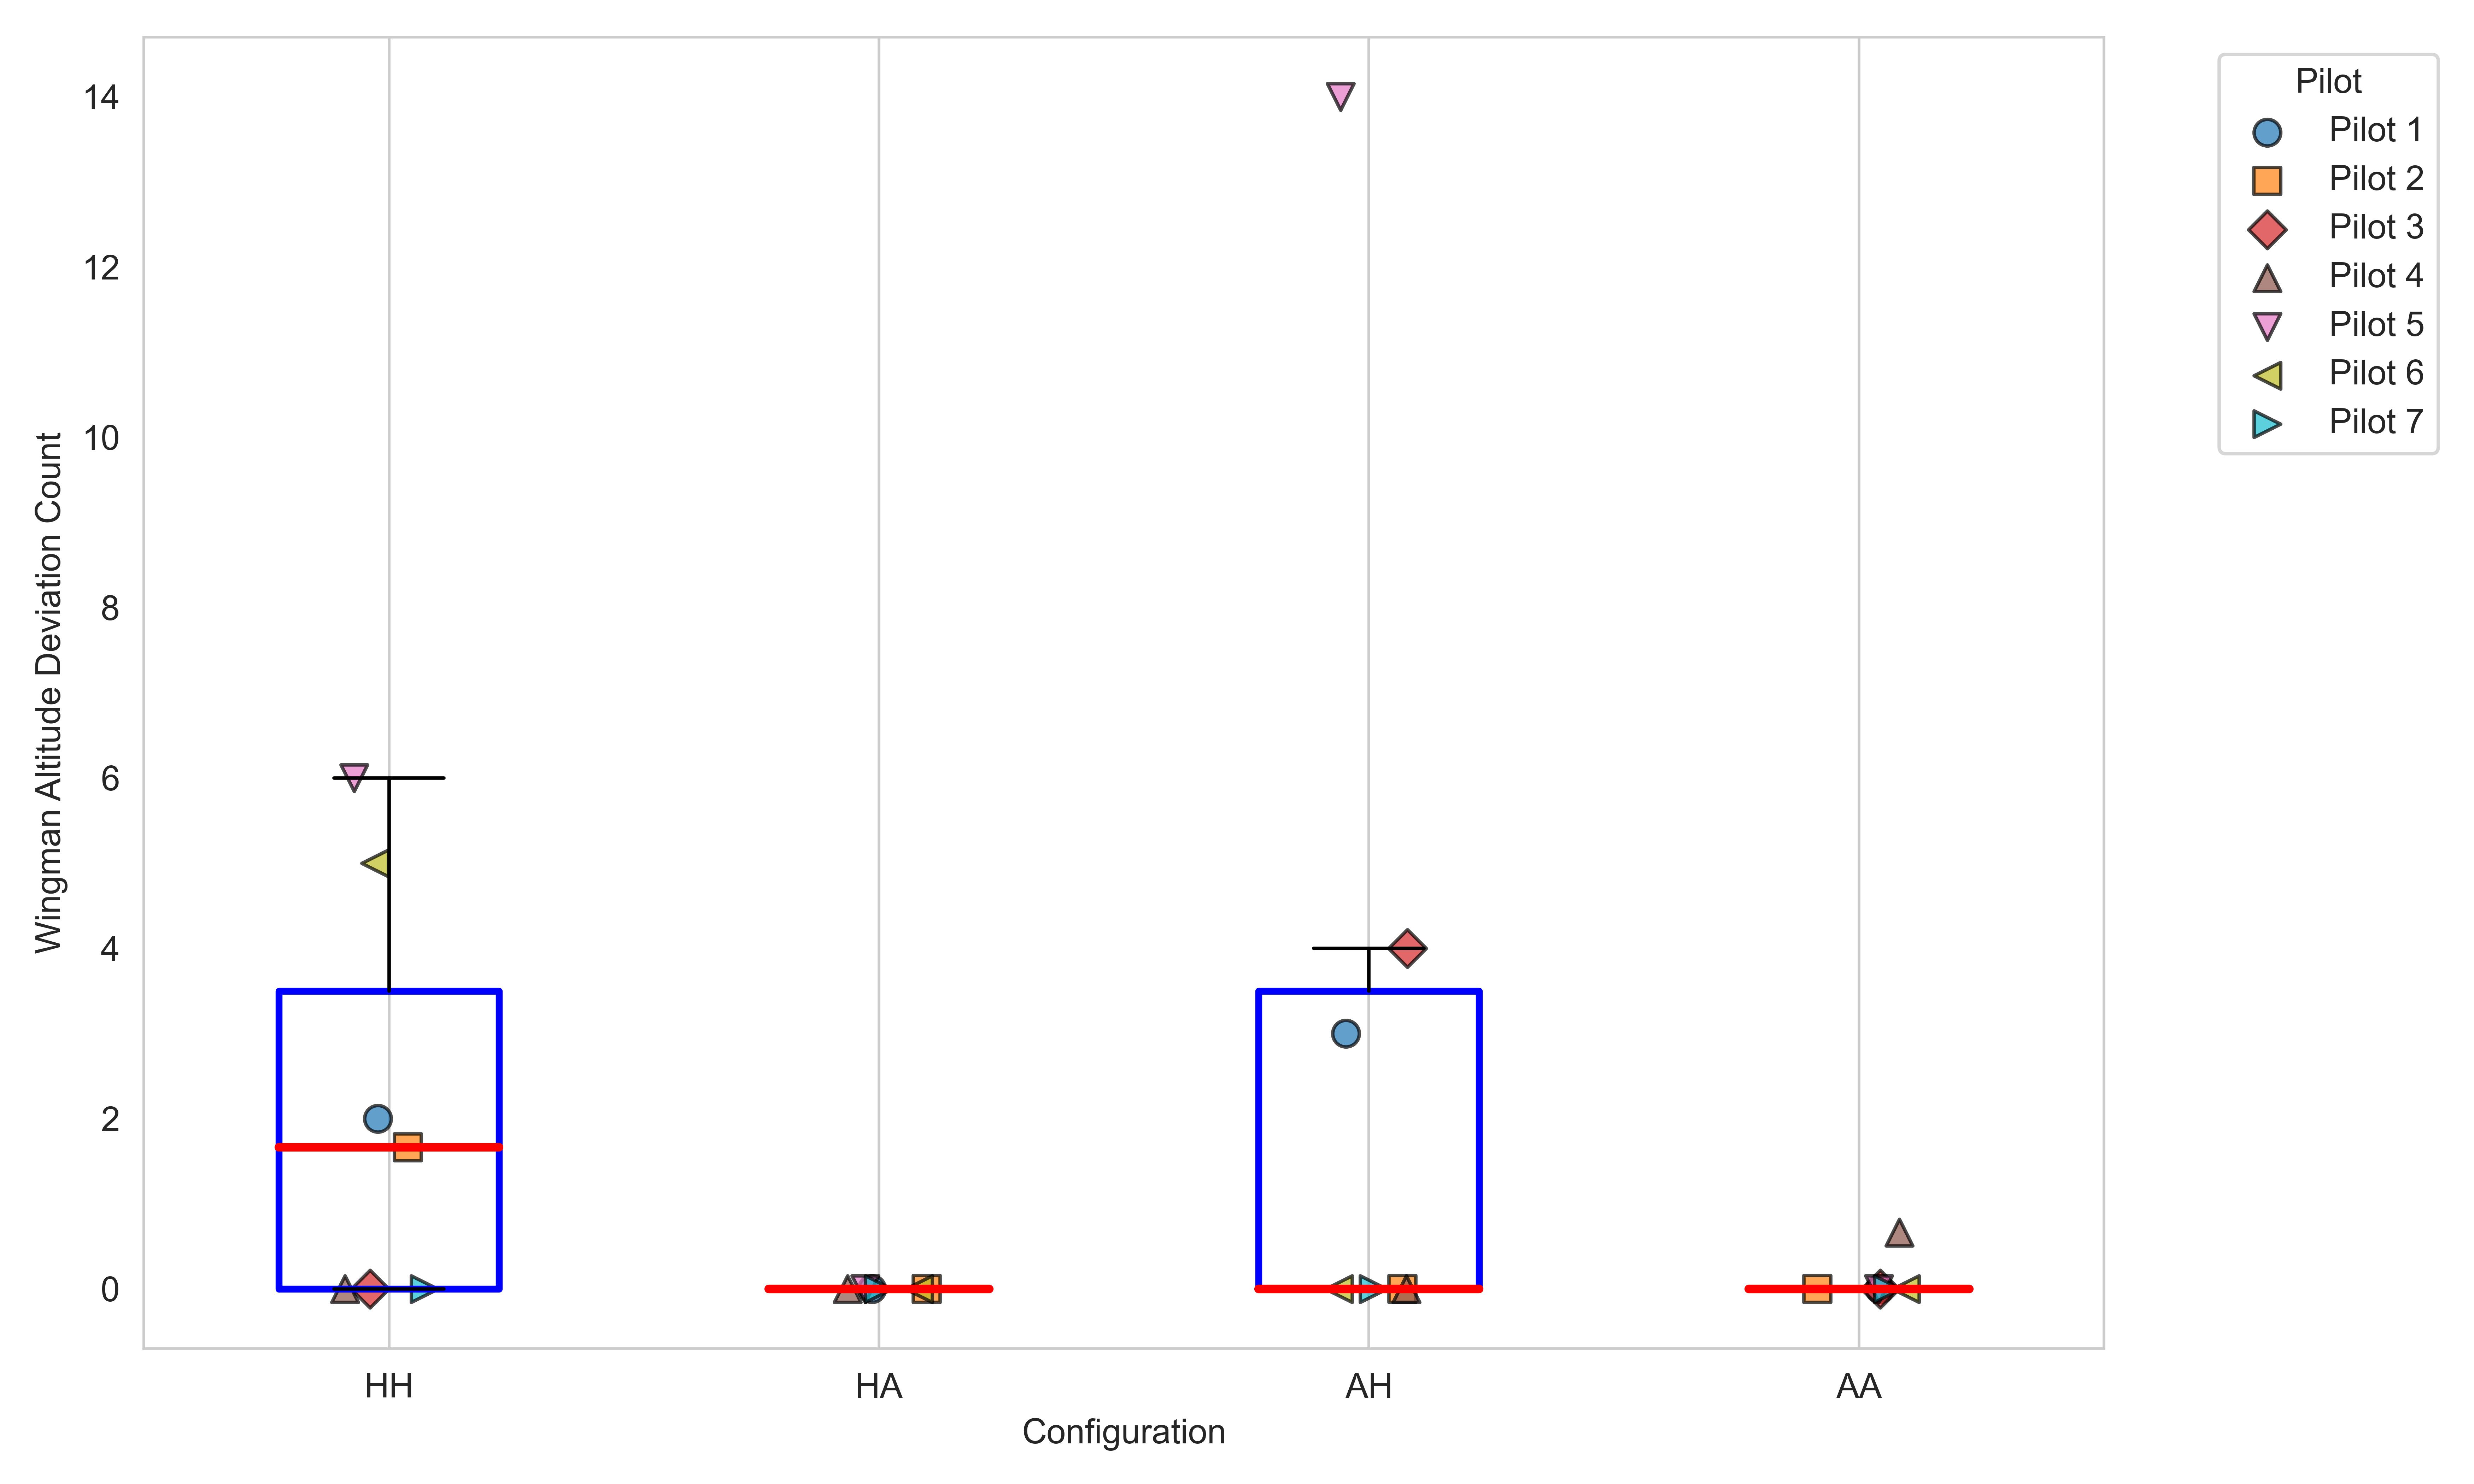 Wingman Altitude Deviation Count
14
12
10
8
6
4
2
0
HH
HA
AH
AA
Configuration
Pilot
Pilot 1
Pilot 2
Pilot 3
Pilot 4
Pilot 5
Pilot 6
Pilot 7